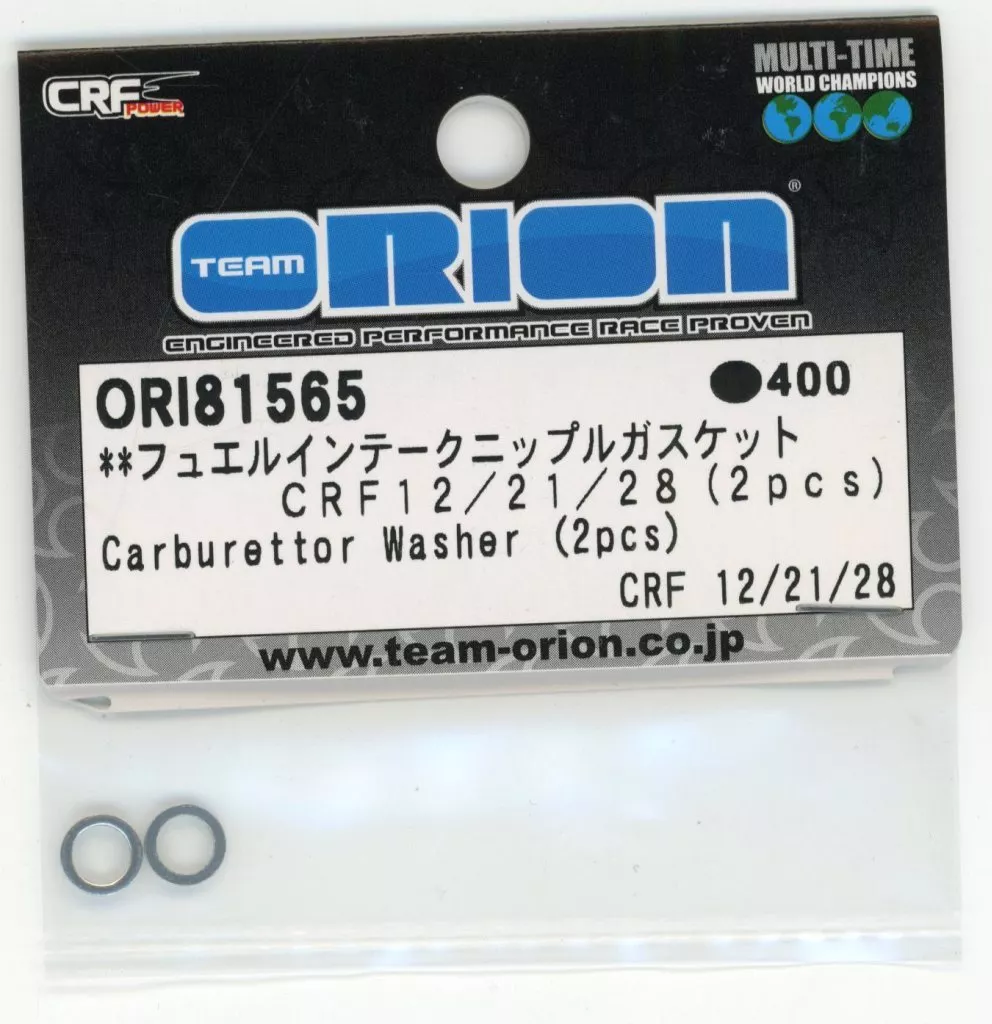 CRF POWER
MULTI-TIME
WORLD CHAMPIONS
TEAM ORION ®
ENGINEERED PERFORMANCE RACE PROVEN
ORI81565 ●400
**フュエルインテークニップルガスケット
CRF12/21/28(2pcs)
Carburettor Washer (2pcs)
CRF 12/21/28
www.team-orion.co.jp